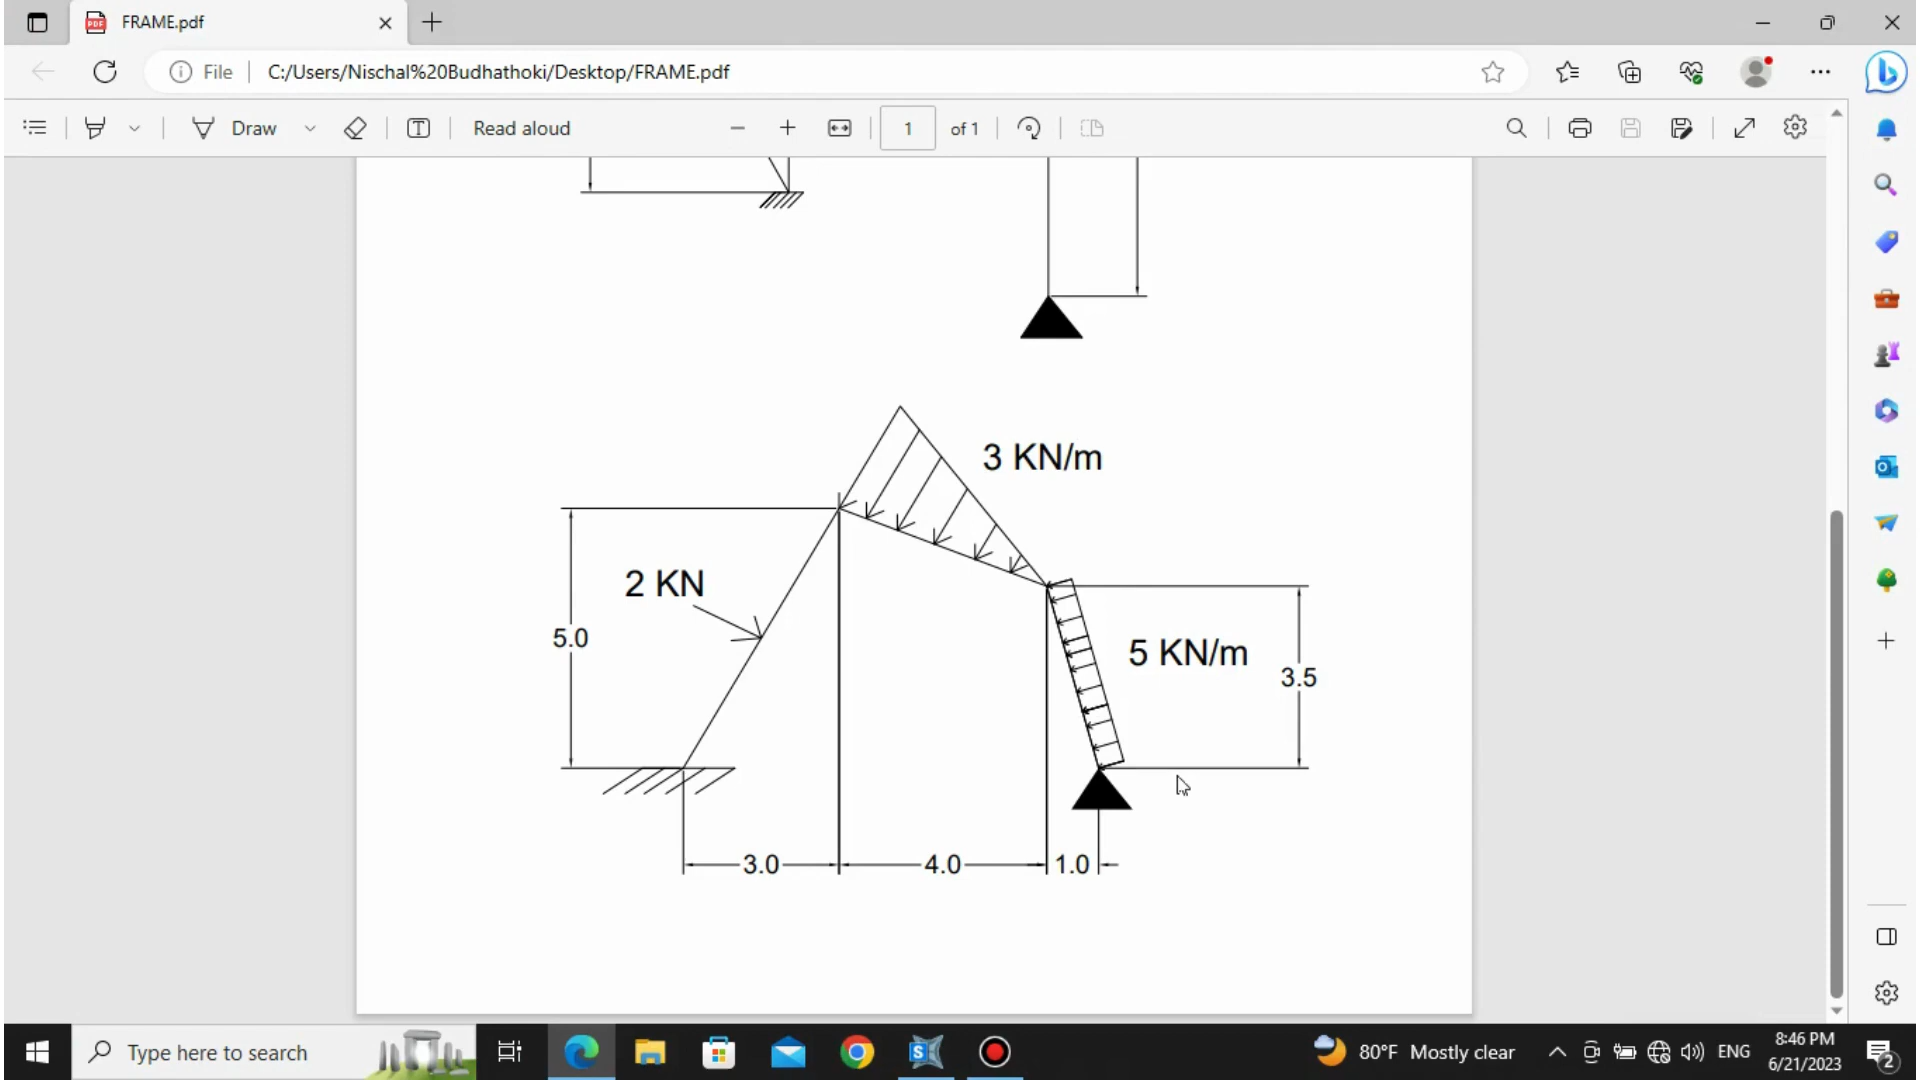 FRAME.pdf
File C:/Users/Nischal%20Budhathoki/Desktop/FRAME.pdf
Draw Read aloud 1 of 1
3 KN/m
2 KN
5.0
5 KN/m
3.5
3.0 4.0 1.0
Type here to search
80°F Mostly clear ENG
8:46 PM
6/21/2023
2